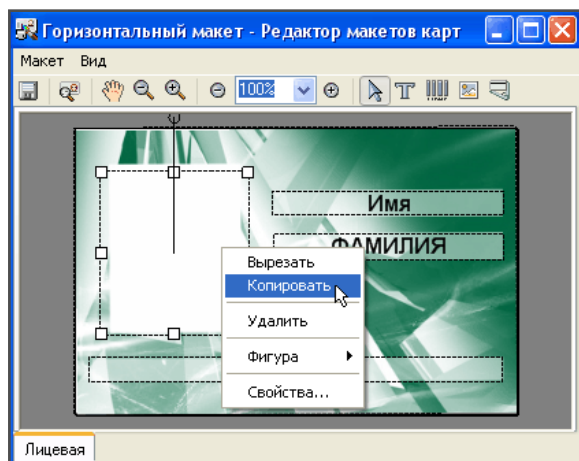 Горизонтальный макет - Редактор макетов карт
Макет Вид
100%
Имя
ФАМИЛИЯ
Вырезать
Копировать
Удалить
Фигура
Свойства...
Лицевая